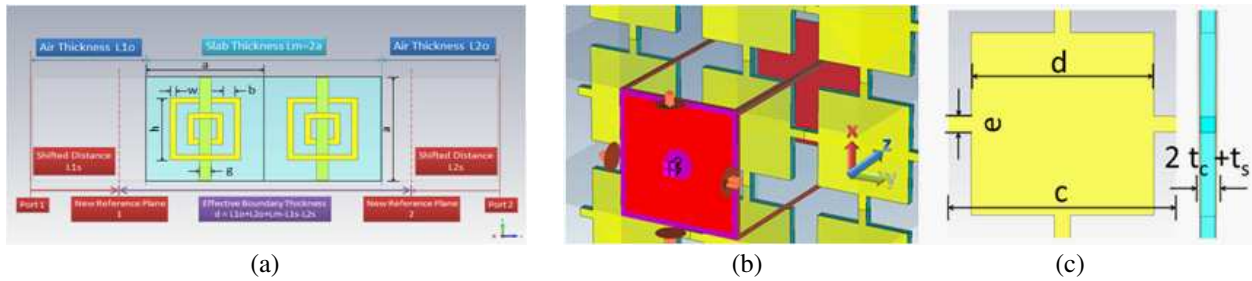 Air Thickness L1o
Slab Thickness Lm=2a
Air Thickness L2o
a
w
b
h
a
g
Shifted Distance
L1s
Shifted Distance
L2s
Port 1
New Reference Plane
1
Effective Boundary Thickness
d = L1o+L2o+Lm-L1s-L2s
New Reference Plane
2
Port 2
(a)
x
z
y
(b)
d
e
2 tc+ts
c
(c)